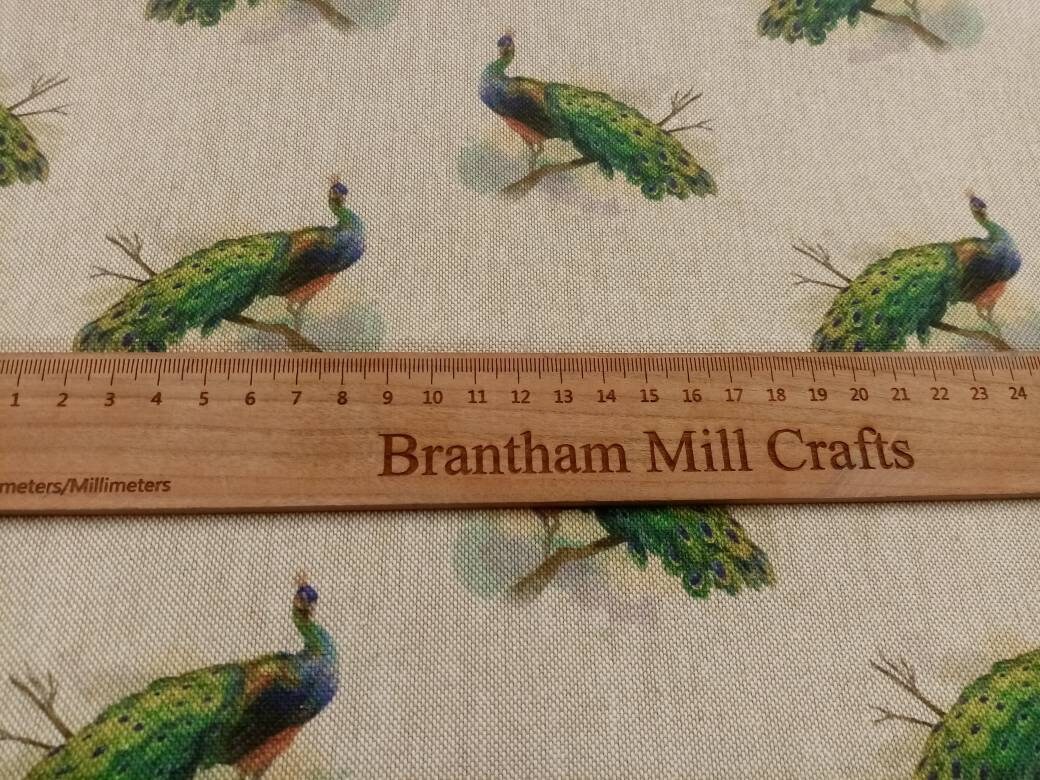 1 2 3 4 5 6 7 8 9 10 11 12 13 14 15 16 17 18 19 20 21 22 23 24
Brantham Mill Crafts
meters/Millimeters